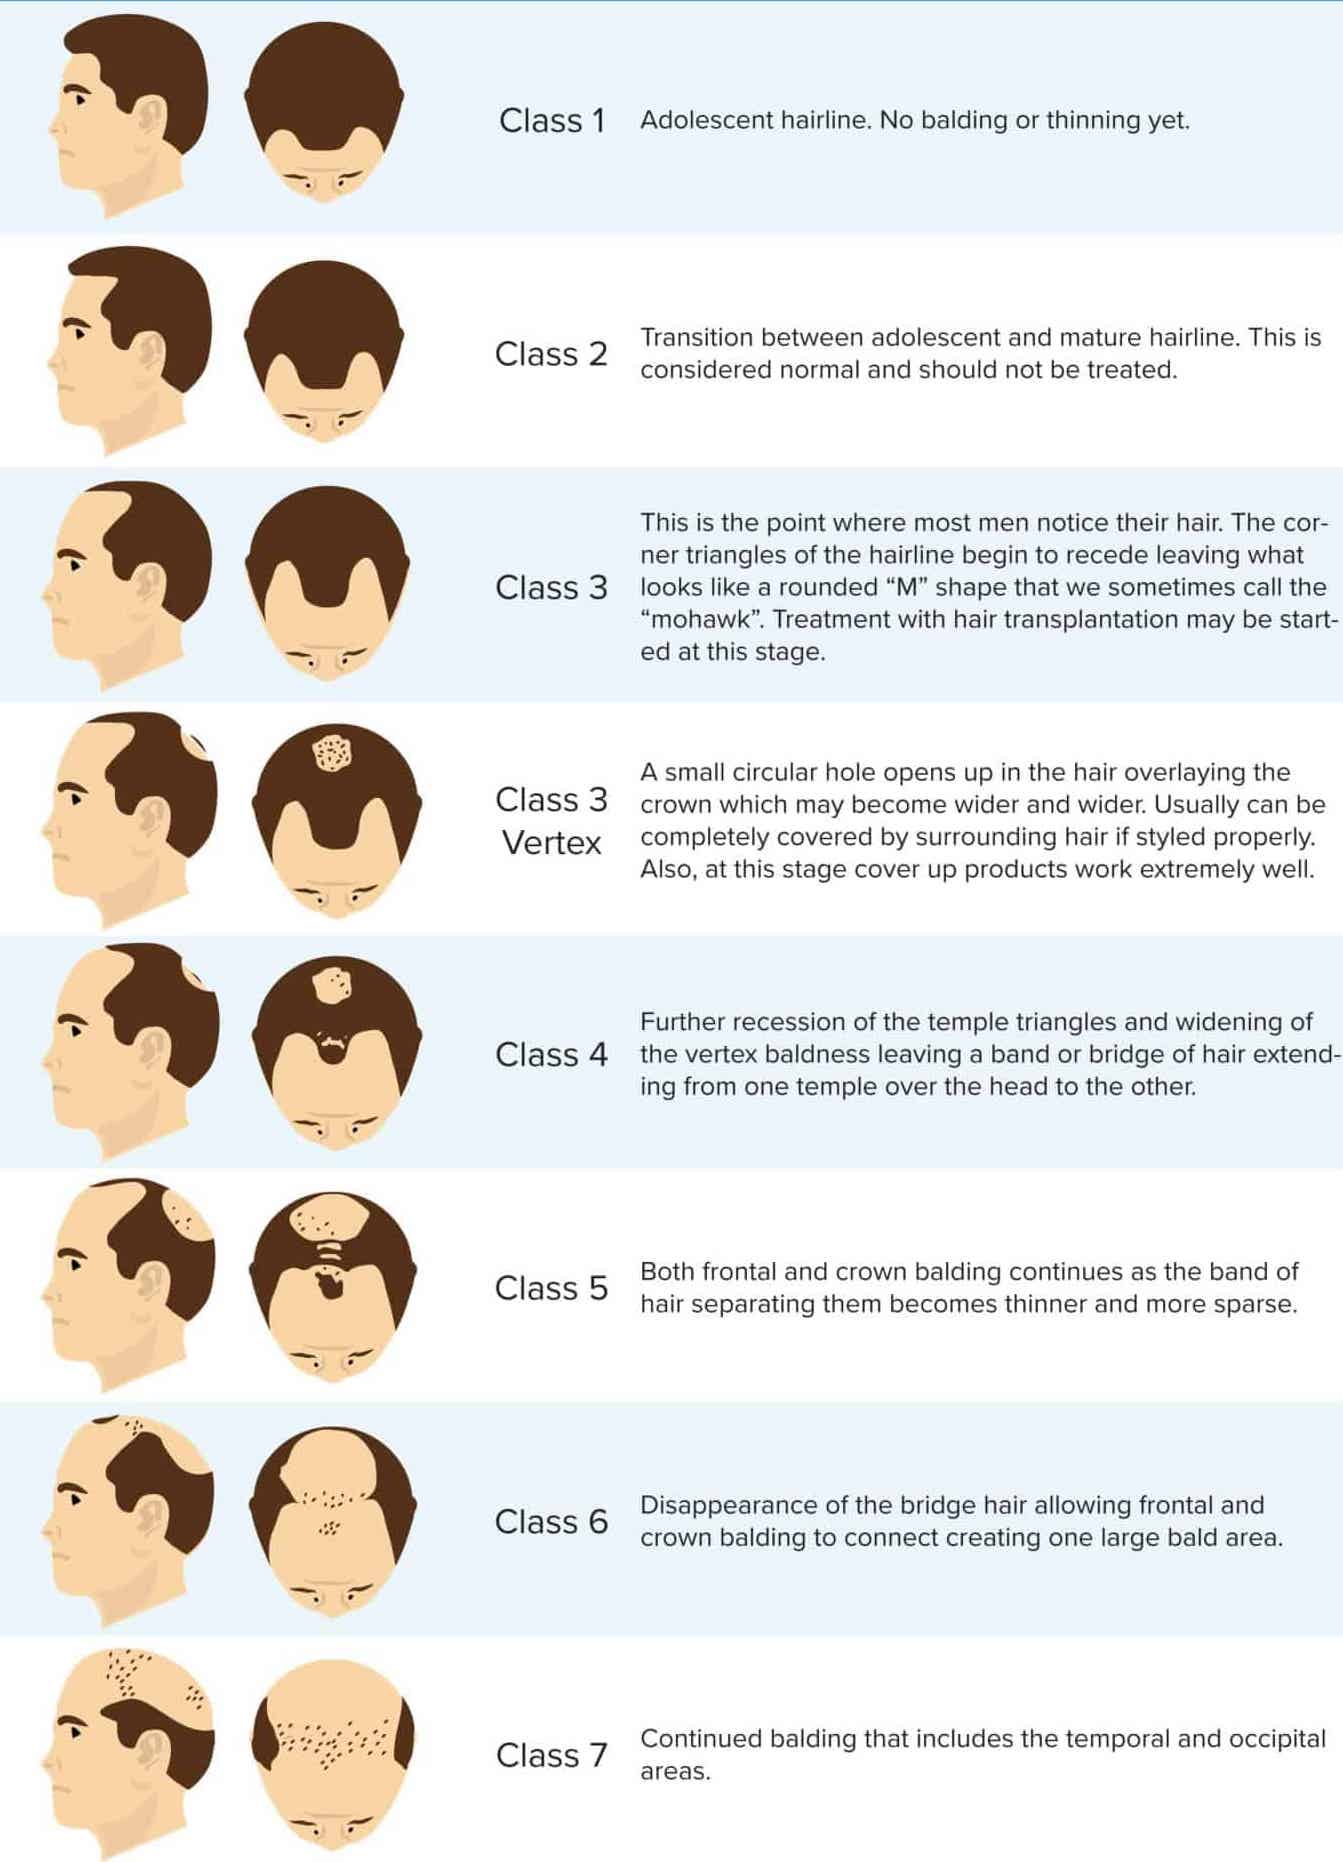 Class 1
Adolescent hairline. No balding or thinning yet.
Class 2
Transition between adolescent and mature hairline. This is
considered normal and should not be treated.
Class 3
This is the point where most men notice their hair. The cor-
ner triangles of the hairline begin to recede leaving what
looks like a rounded “M” shape that we sometimes call the
“mohawk”. Treatment with hair transplantation may be start-
ed at this stage.
Class 3
Vertex
A small circular hole opens up in the hair overlaying the
crown which may become wider and wider. Usually can be
completely covered by surrounding hair if styled properly.
Also, at this stage cover up products work extremely well.
Class 4
Further recession of the temple triangles and widening of
the vertex baldness leaving a band or bridge of hair extend-
ing from one temple over the head to the other.
Class 5
Both frontal and crown balding continues as the band of
hair separating them becomes thinner and more sparse.
Class 6
Disappearance of the bridge hair allowing frontal and
crown balding to connect creating one large bald area.
Class 7
Continued balding that includes the temporal and occipital
areas.